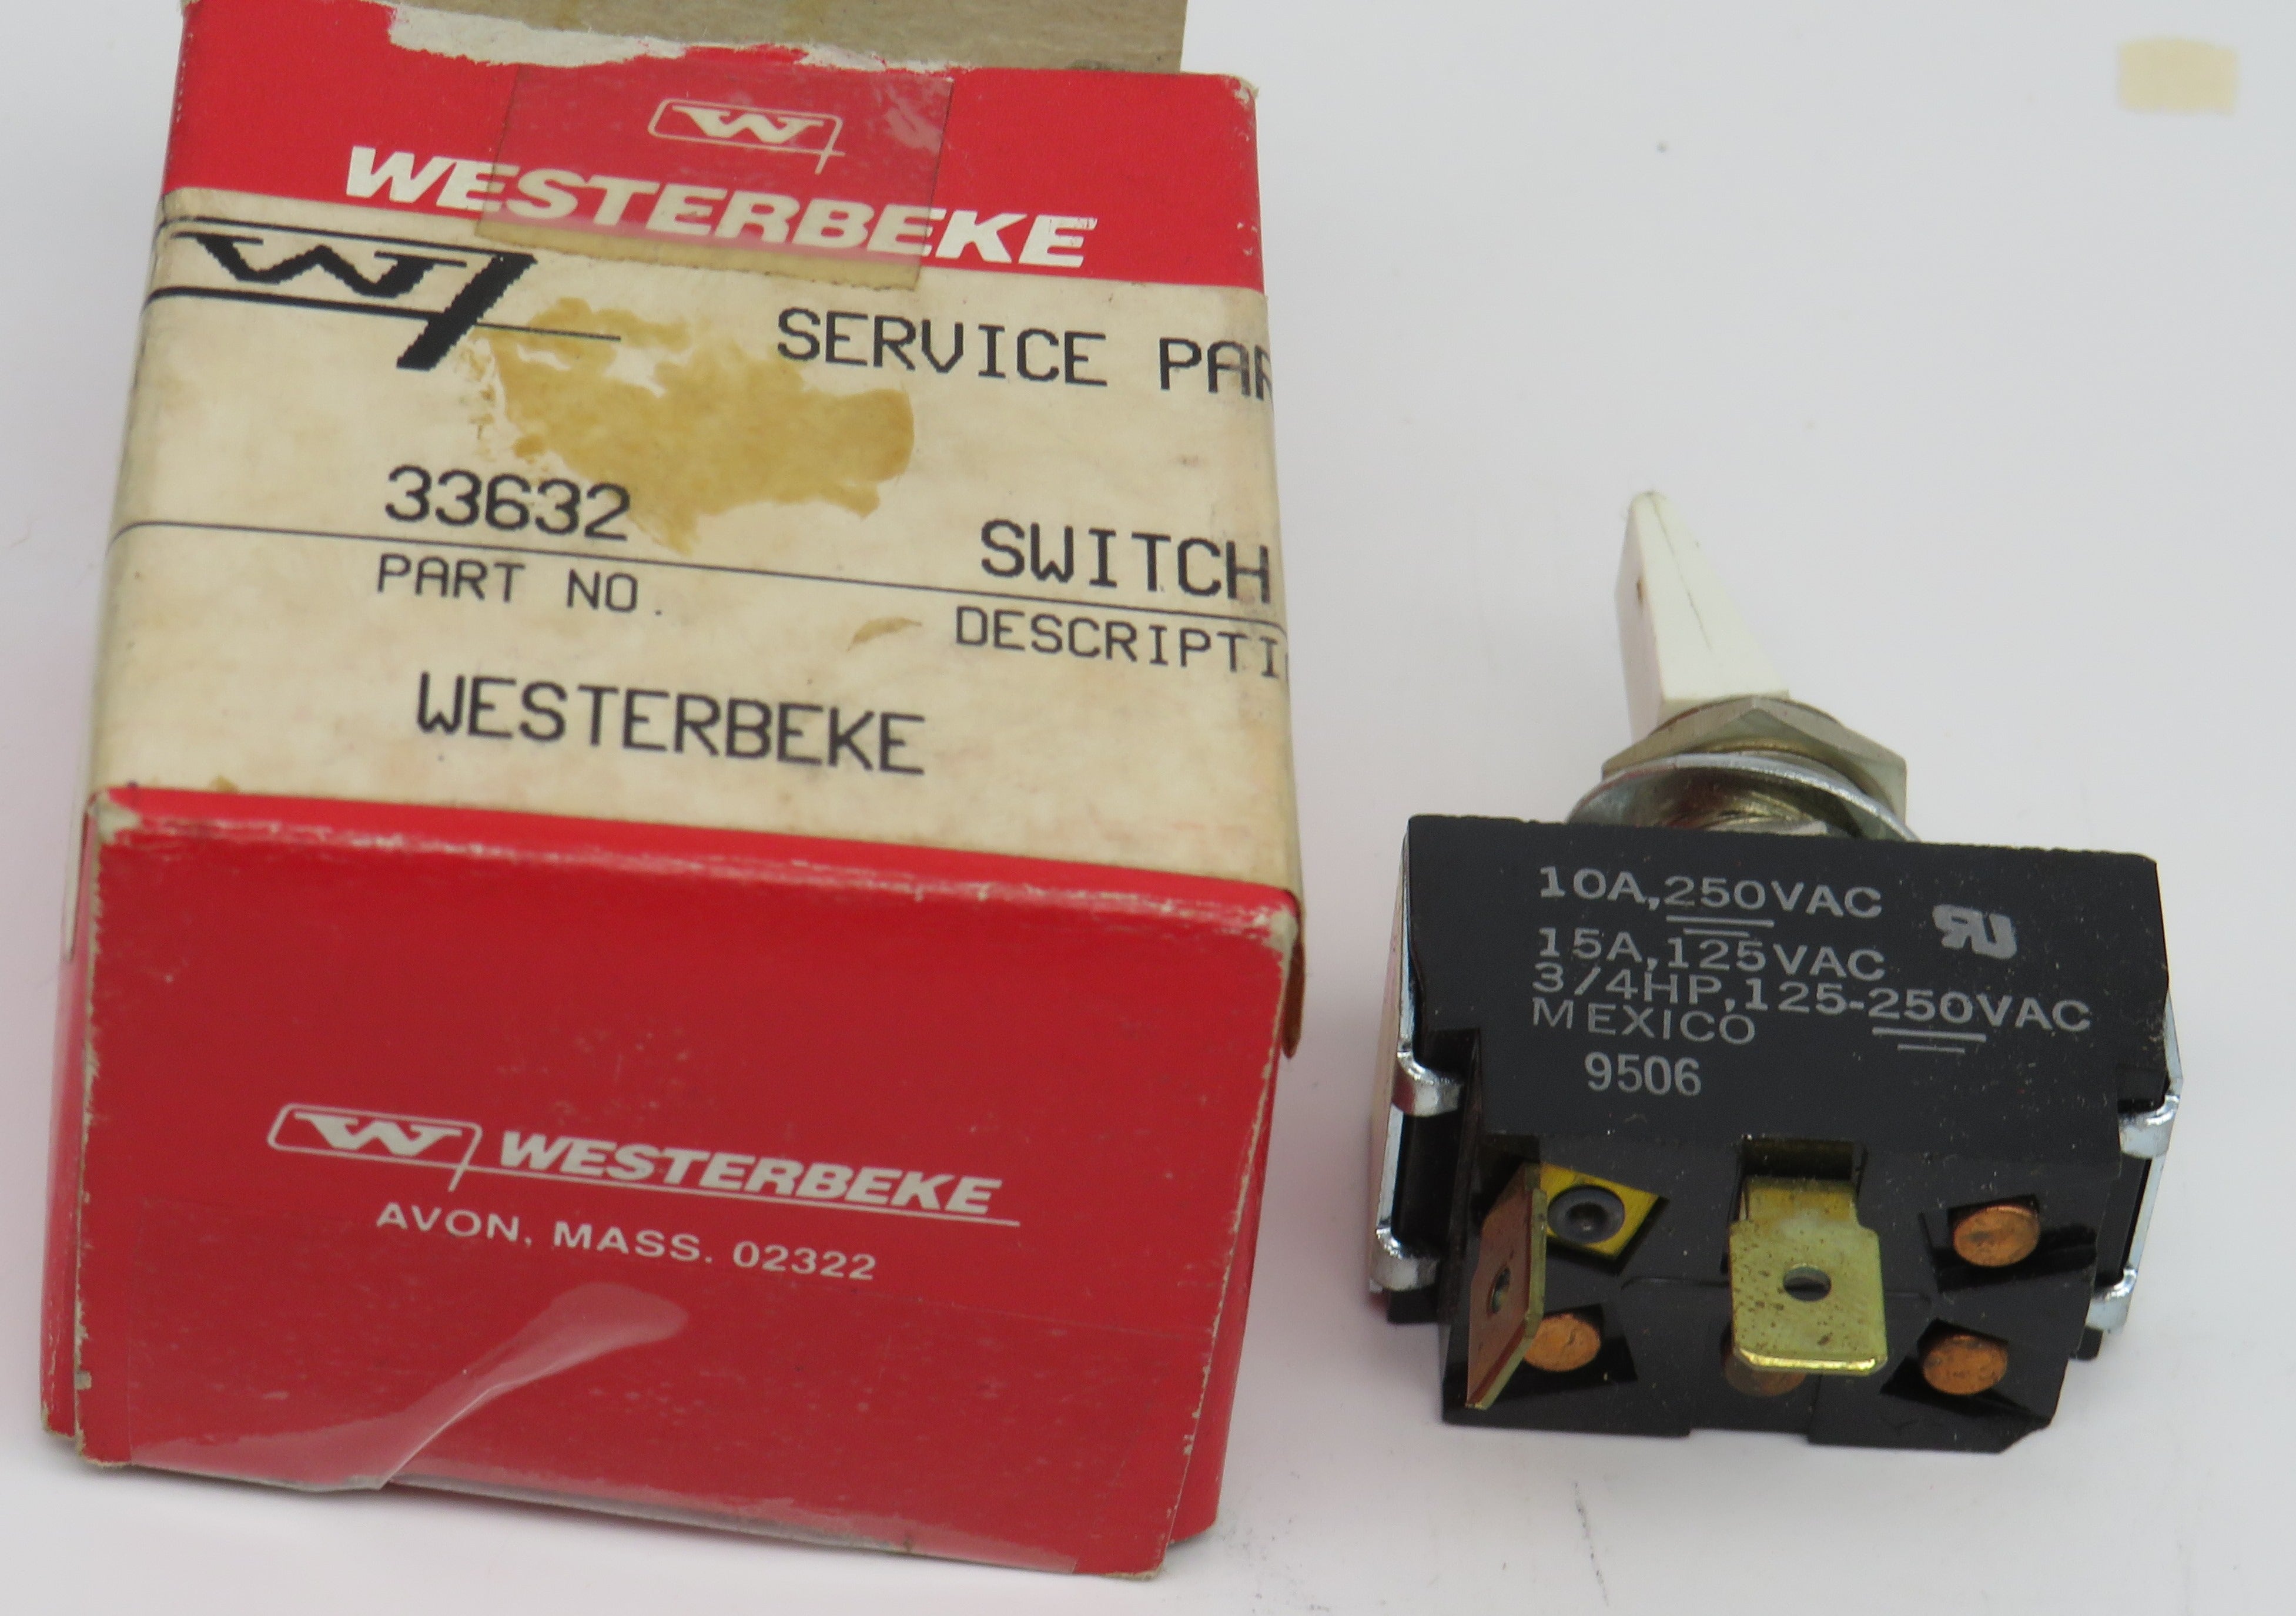 WESTERBEKE
SERVICE PAR
33632
SWITCH
PART NO.
DESCRIPTI
WESTERBEKE
WESTERBEKE
AVON, MASS. 02322
10A,250VAC
15A,125VAC
3/4HP,125-250VAC
MEXICO
9506